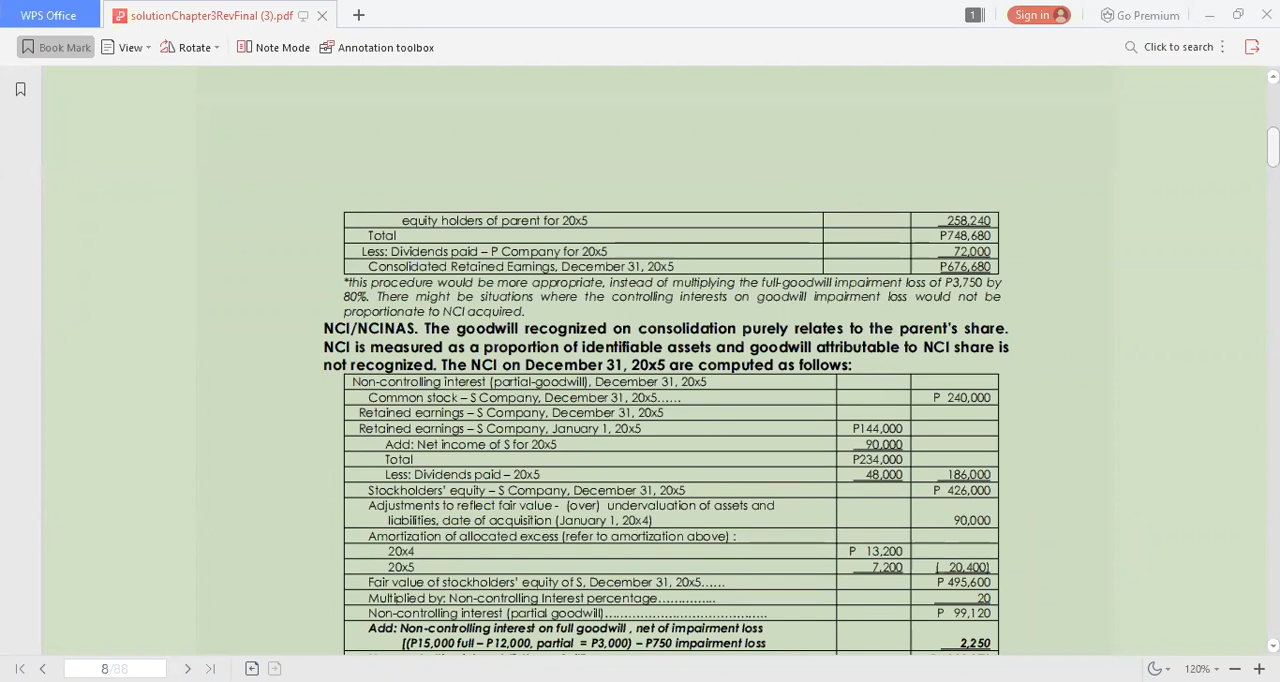 WPS Office
solutionChapter3RevFinal (3).pdf
1
Sign in
Go Premium
Book Mark
View
Rotate
Note Mode
Annotation toolbox
Click to search
equity holders of parent for 20x5 258,240
Total P748,680
Less: Dividends paid – P Company for 20x5 72,000
Consolidated Retained Earnings, December 31, 20x5 P676,680
*this procedure would be more appropriate, instead of multiplying the full-goodwill impairment loss of P3,750 by
80%. There might be situations where the controlling interests on goodwill impairment loss would not be
proportionate to NCI acquired.
NCI/NCINAS. The goodwill recognized on consolidation purely relates to the parent's share.
NCI is measured as a proportion of identifiable assets and goodwill attributable to NCI share is
not recognized. The NCI on December 31, 20x5 are computed as follows:
Non-controlling interest (partial-goodwill), December 31, 20x5
Common stock – S Company, December 31, 20x5…… P 240,000
Retained earnings – S Company, December 31, 20x5
Retained earnings – S Company, January 1, 20x5 P144,000
Add: Net income of S for 20x5 90,000
Total P234,000
Less: Dividends paid – 20x5 48,000 186,000
Stockholders' equity – S Company, December 31, 20x5 P 426,000
Adjustments to reflect fair value - (over) undervaluation of assets and
liabilities, date of acquisition (January 1, 20x4) 90,000
Amortization of allocated excess (refer to amortization above) :
20x4 P 13,200
20x5 7,200 ( 20,400)
Fair value of stockholders' equity of S, December 31, 20x5…… P 495,600
Multiplied by: Non-controlling Interest percentage………….. 20
Non-controlling interest (partial goodwill)………………………………….. P 99,120
Add: Non-controlling interest on full goodwill , net of impairment loss
[(P15,000 full – P12,000, partial = P3,000) – P750 impairment loss 2,250
8/86
120%